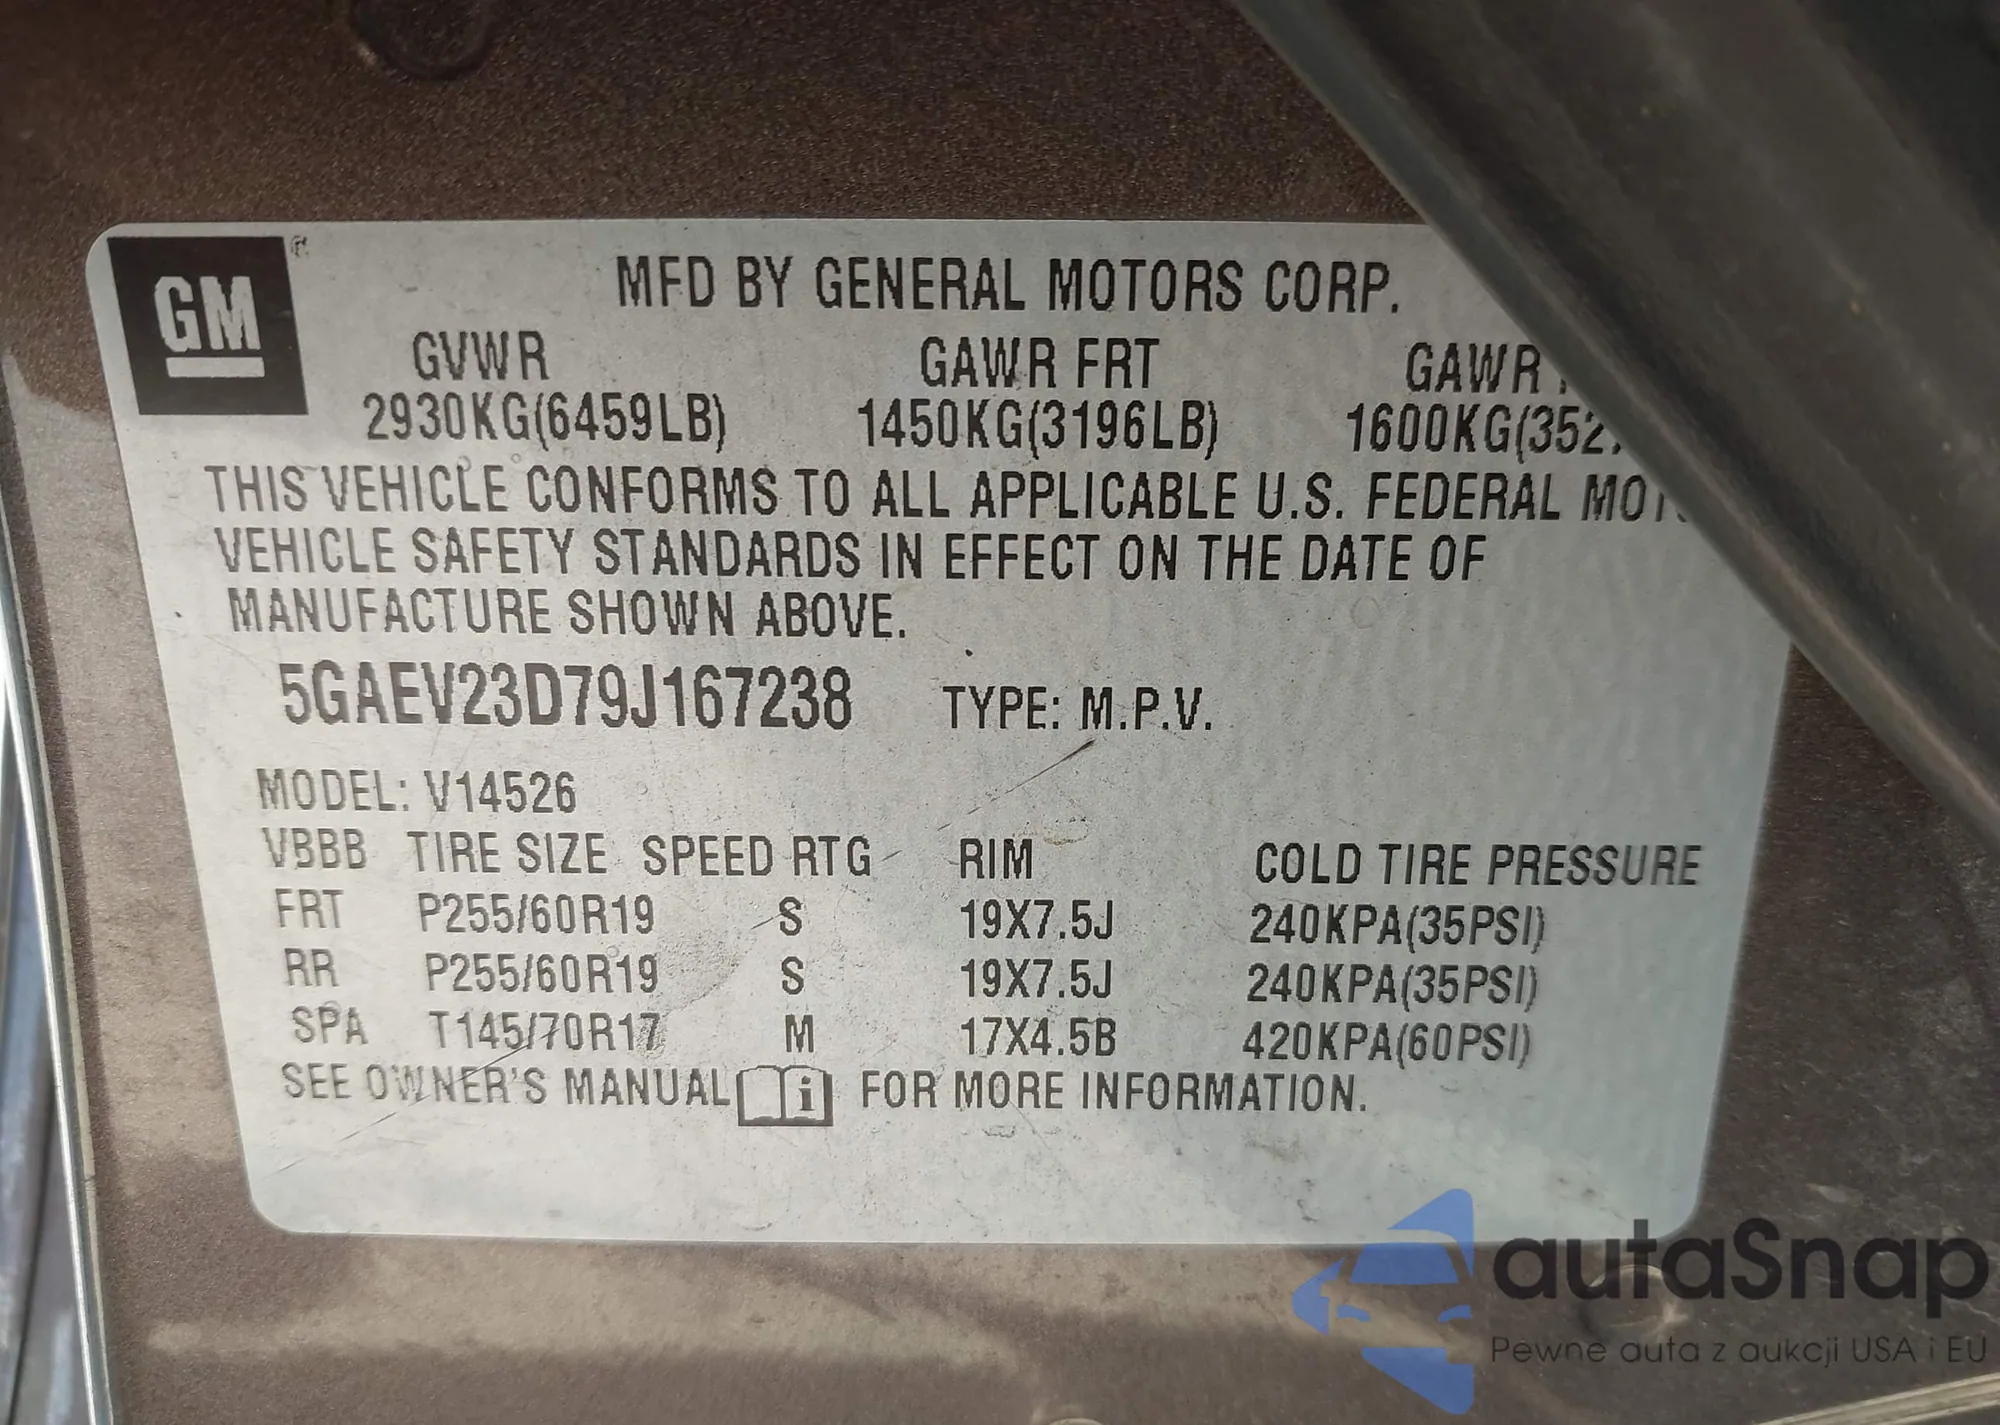 GM
MFD BY GENERAL MOTORS CORP.
GVWR GAWR FRT GAWR
2930KG(6459LB) 1450KG(3196LB) 1600KG(352
THIS VEHICLE CONFORMS TO ALL APPLICABLE U.S. FEDERAL MOT
VEHICLE SAFETY STANDARDS IN EFFECT ON THE DATE OF
MANUFACTURE SHOWN ABOVE.
5GAEV23D79J167238 TYPE: M.P.V.
MODEL: V14526
VBBB TIRE SIZE SPEED RTG RIM COLD TIRE PRESSURE
FRT P255/60R19 S 19X7.5J 240KPA(35PSI)
RR P255/60R19 S 19X7.5J 240KPA(35PSI)
SPA T145/70R17 M 17X4.5B 420KPA(60PSI)
SEE OWNER'S MANUAL i FOR MORE INFORMATION.
autaSnap
Pewne auta z aukcji USA i EU